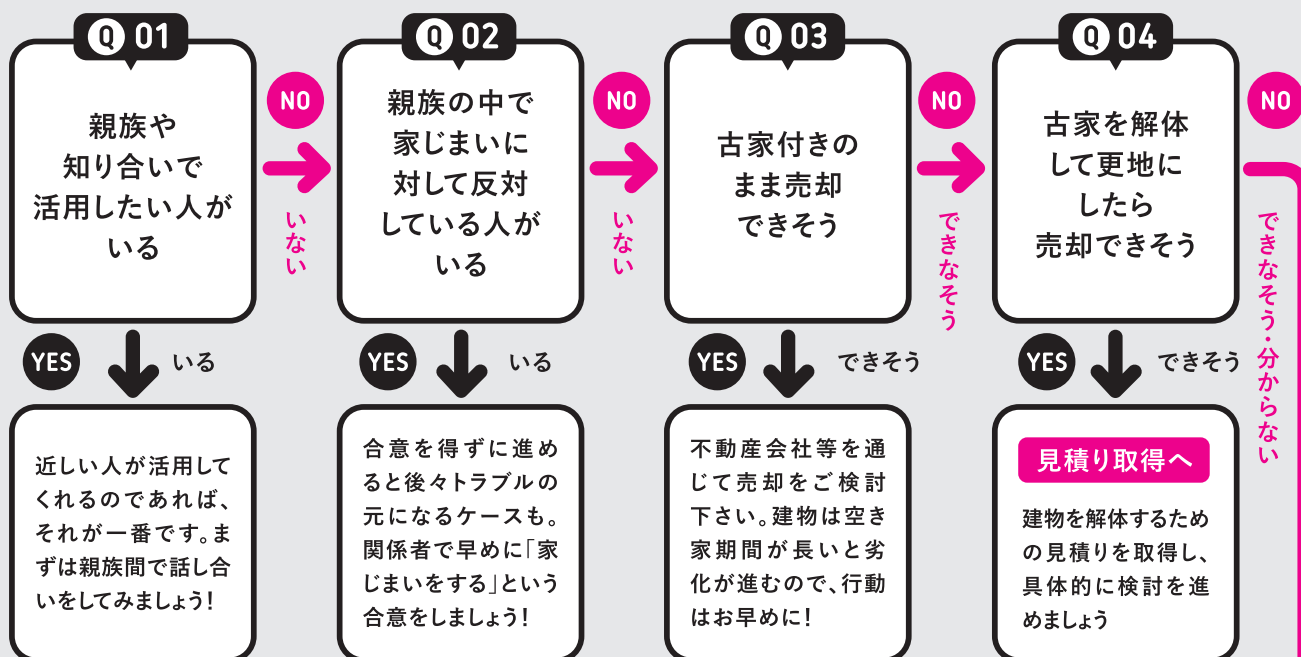 Q 01
親族や
知り合いで
活用したい人が
いる
NO
いない
YES
いる
近しい人が活用して
くれるのであれば、
それが一番です。ま
ずは親族間で話し合
いをしてみましょう!
Q 02
親族の中で
家じまいに
対して反対
している人が
いる
NO
いない
YES
いる
合意を得ずに進め
ると後々トラブルの
元になるケースも。
関係者で早めに「家
じまいをする」という
合意をしましょう!
Q 03
古家付きの
まま売却
できそう
NO
できなそう
YES
できそう
不動産会社等を通
じて売却をご検討
下さい。建物は空き
家期間が長いと劣
化が進むので、行動
はお早めに!
Q 04
古家を解体
して更地に
したら
売却できそう
NO
できなそう・分からない
YES
できそう
見積り取得へ
建物を解体するため
の見積りを取得し、
具体的に検討を進
めましょう